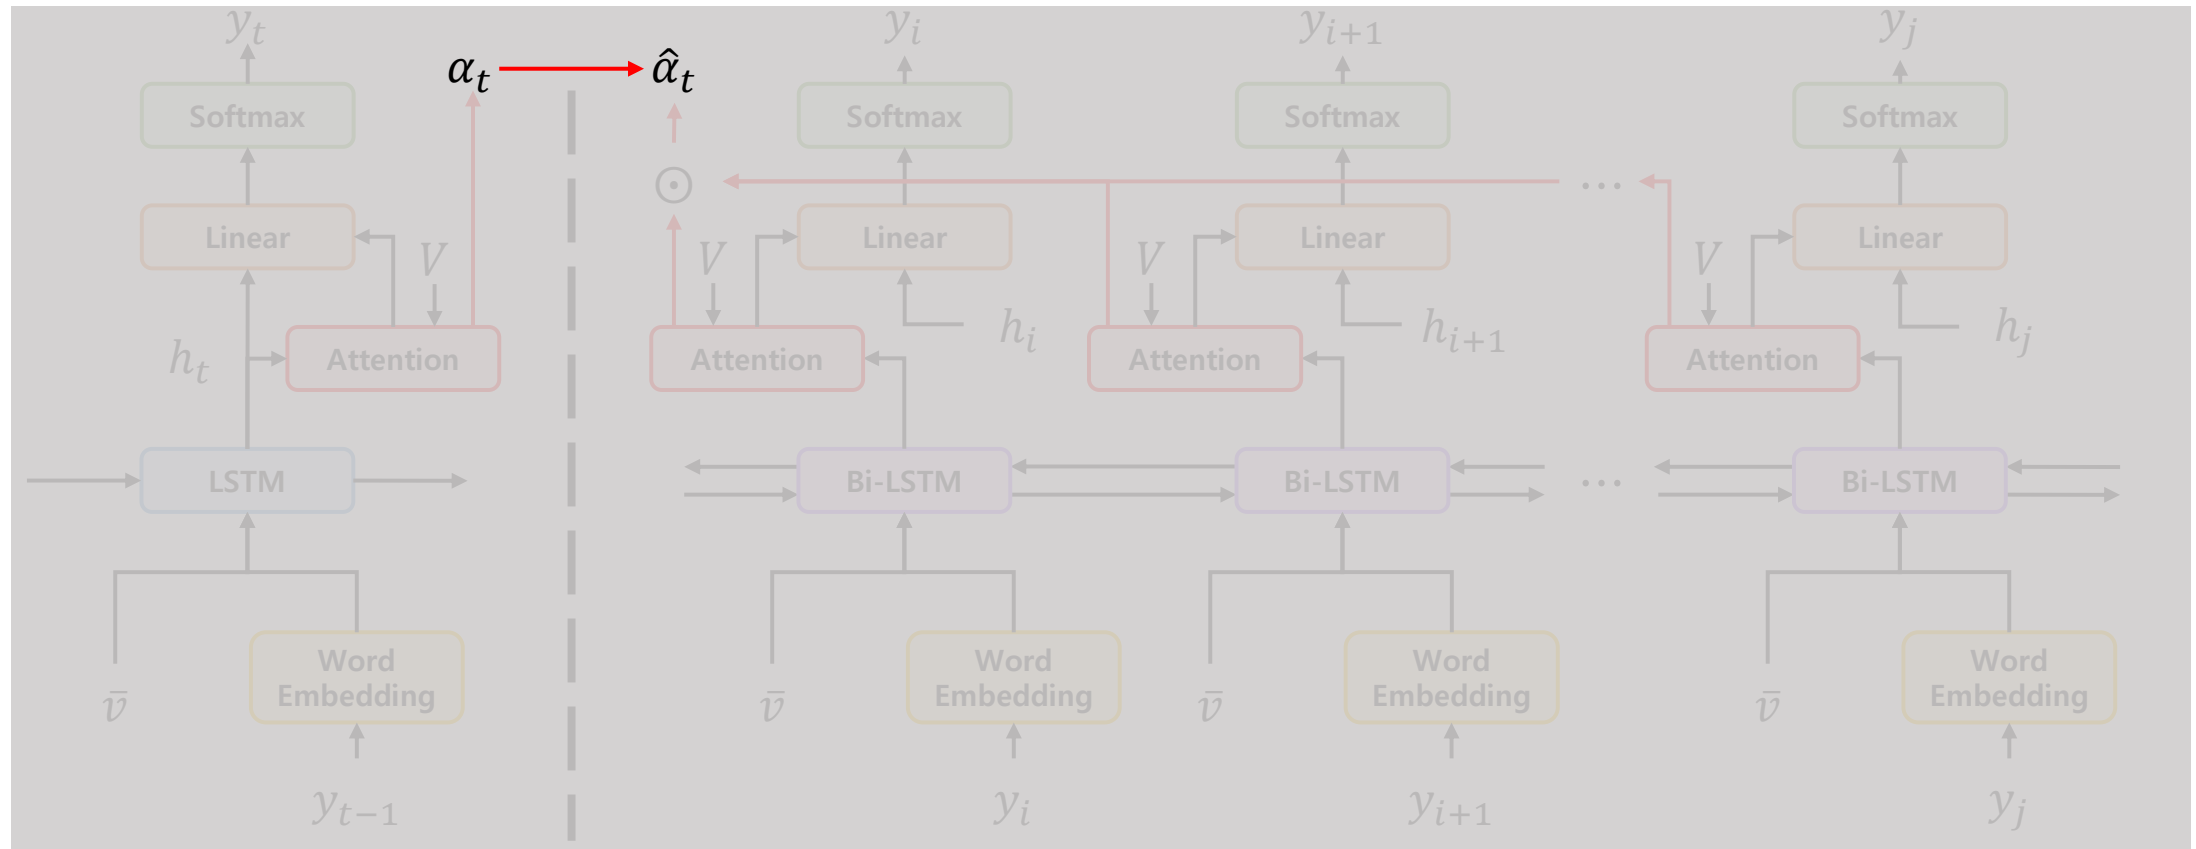 y_t
y_i
y_{i+1}
y_j
α_t
α̂_t
Softmax
Softmax
Softmax
Softmax
⊙
...
Linear
V
V
Linear
V
Linear
V
Linear
h_t
Attention
Attention
h_i
Attention
h_{i+1}
Attention
h_j
LSTM
Bi-LSTM
Bi-LSTM
...
Bi-LSTM
v̄
Word
Embedding
v̄
Word
Embedding
v̄
Word
Embedding
v̄
Word
Embedding
y_{t−1}
y_i
y_{i+1}
y_j